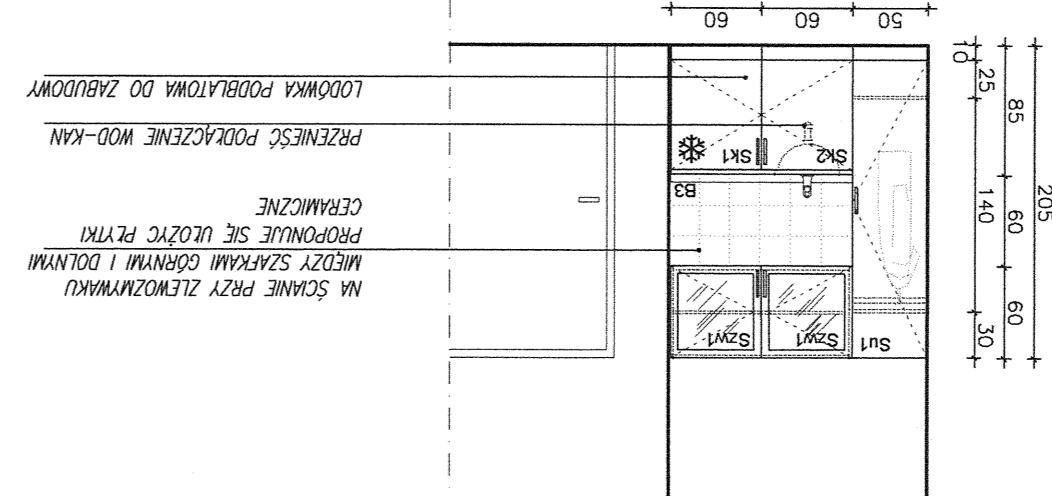 NA ŚCIANIE PRZY ZLEWOZMYWAKU
MIĘDZY SZAFKAMI GÓRNYMI I DOLNYMI
PROPONUJE SIĘ UŁOŻYĆ PŁYTKI
CERAMICZNE
PRZENIEŚĆ PODŁĄCZENIE WOD-KAN
LODÓWKA PODBLATOWA DO ZABUDOWY
Su1
Szw1
Szw1
B3
Sk2
Sk1
205
60
60
85
30
140
25
10
50
60
60